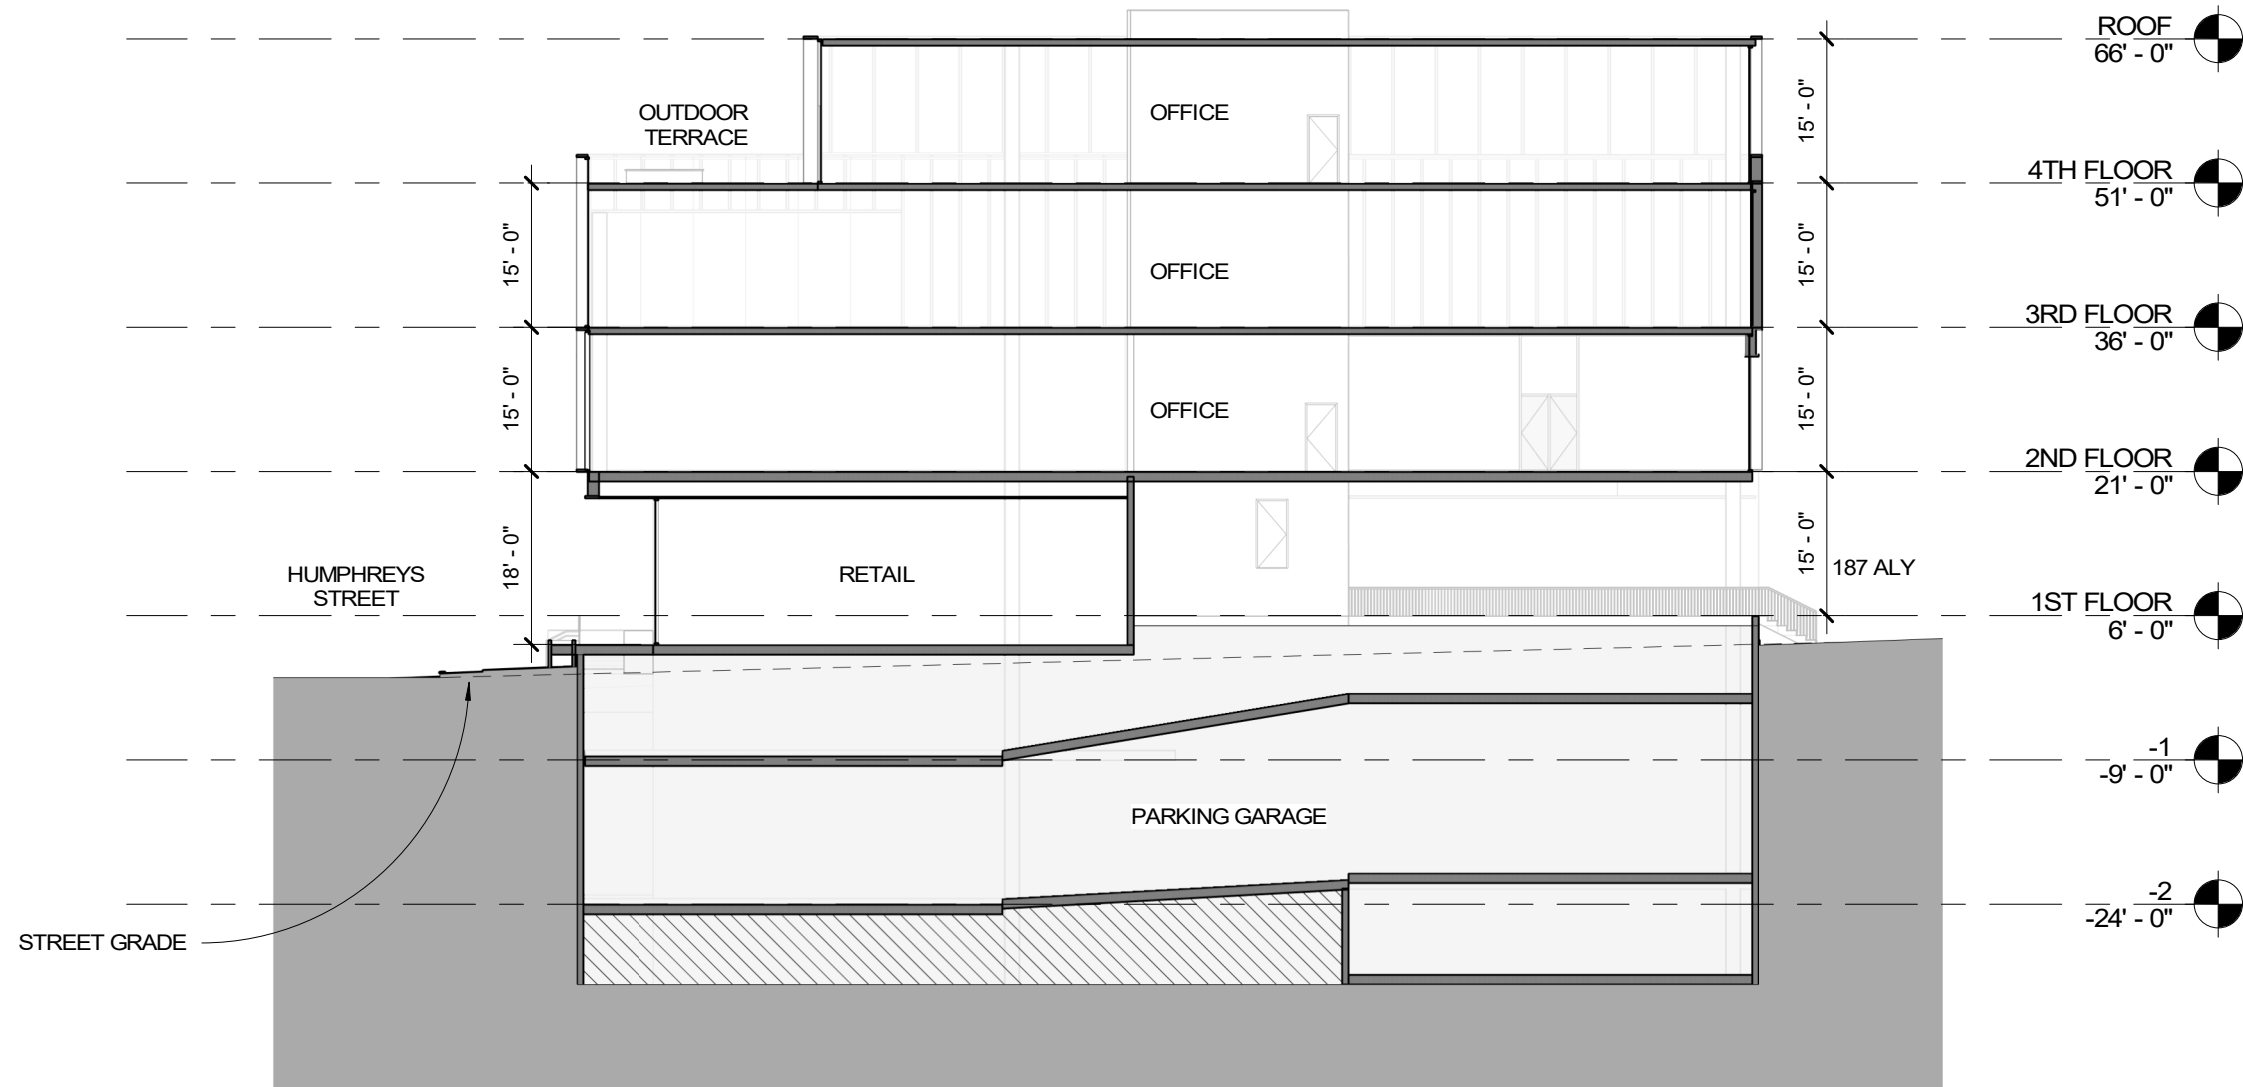 ROOF
66' - 0"
15' - 0"
OUTDOOR
TERRACE
OFFICE
4TH FLOOR
51' - 0"
15' - 0"
OFFICE
15' - 0"
3RD FLOOR
36' - 0"
15' - 0"
OFFICE
15' - 0"
2ND FLOOR
21' - 0"
18' - 0"
15' - 0"
HUMPHREYS
STREET
RETAIL
187 ALY
1ST FLOOR
6' - 0"
-1
-9' - 0"
PARKING GARAGE
-2
-24' - 0"
STREET GRADE